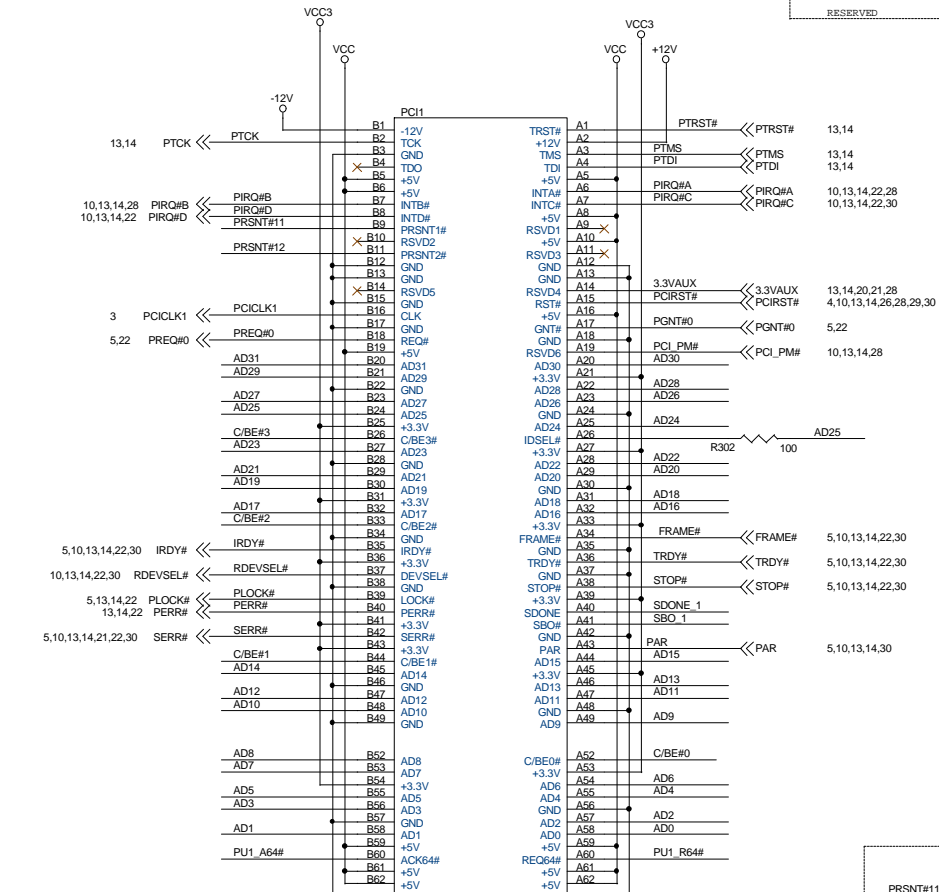 RESERVED
VCC3
VCC3
VCC
VCC
+12V
-12V
PCI1
B1 -12V TRST# A1 PTRST# PTRST# 13,14
13,14 PTCK PTCK B2 TCK +12V A2
B3 GND TMS A3 PTMS PTMS 13,14
B4 TDO TDI A4 PTDI PTDI 13,14
B5 +5V +5V A5
B6 +5V INTA# A6 PIRQ#A PIRQ#A 10,13,14,22,28
10,13,14,28 PIRQ#B PIRQ#B B7 INTB# INTC# A7 PIRQ#C PIRQ#C 10,13,14,22,30
10,13,14,22 PIRQ#D PIRQ#D B8 INTD# +5V A8
PRSNT#11 B9 PRSNT1# RSVD1 A9
B10 RSVD2 +5V A10
PRSNT#12 B11 PRSNT2# RSVD3 A11
B12 GND GND A12
B13 GND GND A13
B14 RSVD5 RSVD4 A14 3.3VAUX 3.3VAUX 13,14,20,21,28
B15 GND RST# A15 PCIRST# PCIRST# 4,10,13,14,26,28,29,30
3 PCICLK1 PCICLK1 B16 CLK +5V A16
B17 GND GNT# A17 PGNT#0 PGNT#0 5,22
5,22 PREQ#0 PREQ#0 B18 REQ# GND A18
B19 +5V RSVD6 A19 PCI_PM# PCI_PM# 10,13,14,28
AD31 B20 AD31 AD30 A20 AD30
AD29 B21 AD29 +3.3V A21
B22 GND AD28 A22 AD28
AD27 B23 AD27 AD26 A23 AD26
AD25 B24 AD25 GND A24
B25 +3.3V AD24 A25 AD24
C/BE#3 B26 C/BE3# IDSEL# A26 R302 100 AD25
AD23 B27 AD23 +3.3V A27
B28 GND AD22 A28 AD22
AD21 B29 AD21 AD20 A29 AD20
AD19 B30 AD19 GND A30
B31 +3.3V AD18 A31 AD18
AD17 B32 AD17 AD16 A32 AD16
C/BE#2 B33 C/BE2# +3.3V A33
B34 GND FRAME# A34 FRAME# FRAME# 5,10,13,14,22,30
5,10,13,14,22,30 IRDY# IRDY# B35 IRDY# GND A35
B36 +3.3V TRDY# A36 TRDY# TRDY# 5,10,13,14,22,30
10,13,14,22,30 RDEVSEL# RDEVSEL# B37 DEVSEL# GND A37
B38 GND STOP# A38 STOP# STOP# 5,10,13,14,22,30
5,13,14,22 PLOCK# PLOCK# B39 LOCK# +3.3V A39
13,14,22 PERR# PERR# B40 PERR# SDONE A40 SDONE_1
B41 +3.3V SBO# A41 SBO_1
5,10,13,14,21,22,30 SERR# SERR# B42 SERR# GND A42
B43 +3.3V PAR A43 PAR PAR 5,10,13,14,30
C/BE#1 B44 C/BE1# AD15 A44 AD15
AD14 B45 AD14 +3.3V A45
B46 GND AD13 A46 AD13
AD12 B47 AD12 AD11 A47 AD11
AD10 B48 AD10 GND A48
B49 GND AD9 A49 AD9
AD8 B52 AD8 C/BE0# A52 C/BE#0
AD7 B53 AD7 +3.3V A53
B54 +3.3V AD6 A54 AD6
AD5 B55 AD5 AD4 A55 AD4
AD3 B56 AD3 GND A56
B57 GND AD2 A57 AD2
AD1 B58 AD1 AD0 A58 AD0
B59 +5V +5V A59
PU1_A64# B60 ACK64# REQ64# A60 PU1_R64#
B61 +5V +5V A61
B62 +5V +5V A62
PRSNT#11